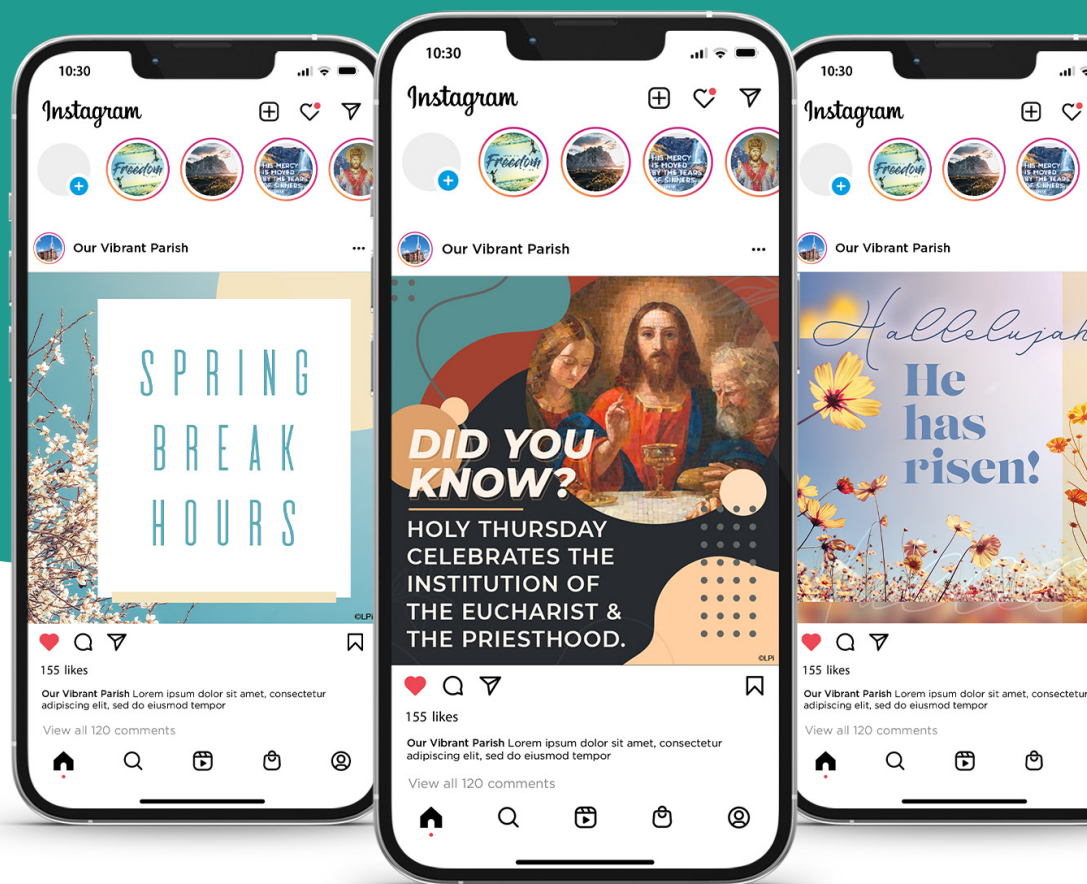 10:30
Instagram
Freedom
HIS MERCY
IS MOVED
BY THE TEARS
OF SINNERS
Our Vibrant Parish
SPRING
BREAK
HOURS
©LPi
155 likes
Our Vibrant Parish Lorem ipsum dolor sit amet, consectetur
adipiscing elit, sed do eiusmod tempor
View all 120 comments
10:30
Instagram
Freedom
HIS MERCY
IS MOVED
BY THE TEARS
OF SINNERS
Our Vibrant Parish
DID YOU
KNOW?
HOLY THURSDAY
CELEBRATES THE
INSTITUTION OF
THE EUCHARIST &
THE PRIESTHOOD.
©LPi
155 likes
Our Vibrant Parish Lorem ipsum dolor sit amet, consectetur
adipiscing elit, sed do eiusmod tempor
View all 120 comments
10:30
Instagram
Freedom
HIS MERCY
IS MOVED
BY THE TEARS
OF SINNERS
Our Vibrant Parish
Hallelujah
He
has
risen!
155 likes
Our Vibrant Parish Lorem ipsum dolor sit amet, consectetur
adipiscing elit, sed do eiusmod tempor
View all 120 comments